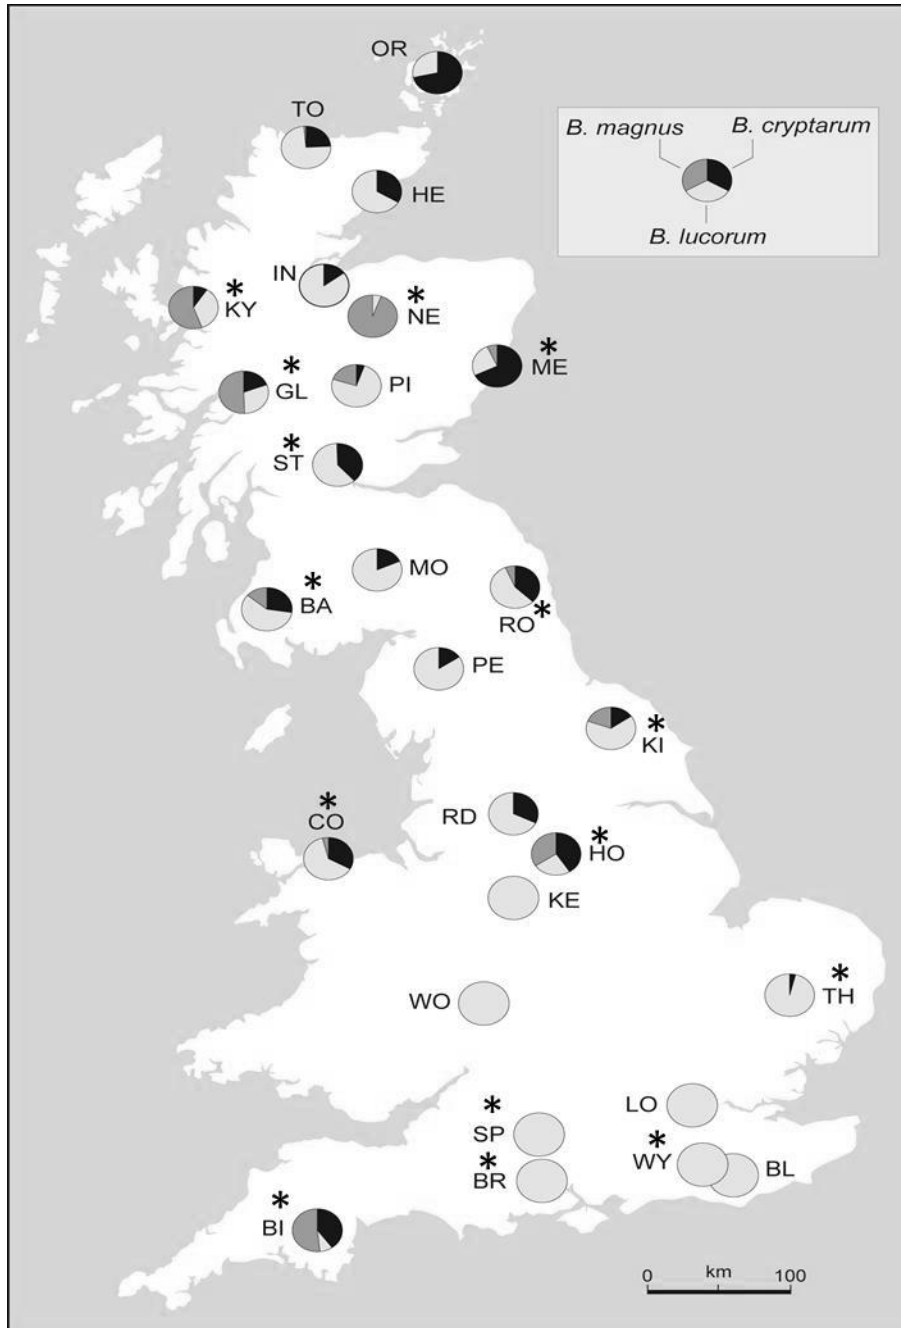 OR
TO
B. magnus
B. cryptarum
HE
B. lucorum
IN
*
KY
*
NE
*
ME
*
GL
PI
*
ST
MO
*
BA
RO*
PE
*
KI
*
CO
RD
*
HO
KE
WO
*
TH
LO
*
SP
*
WY
BL
*
BR
*
BI
0 km 100